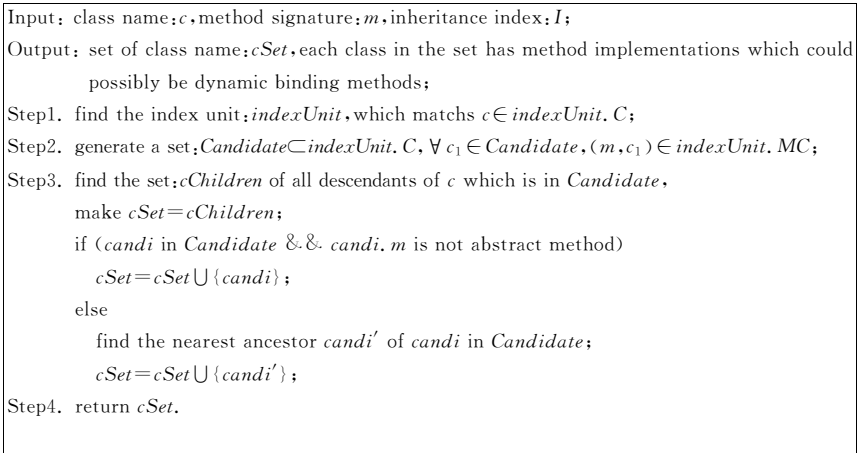 Input: class name:c,method signature:m,inheritance index:I;
Output: set of class name:cSet,each class in the set has method implementations which could
possibly be dynamic binding methods;
Step1. find the index unit:indexUnit,which matchs c∈indexUnit.C;
Step2. generate a set:Candidate⊂indexUnit.C,∀c₁∈Candidate,(m,c₁)∈indexUnit.MC;
Step3. find the set:cChildren of all descendants of c which is in Candidate,
make cSet=cChildren;
if (candi in Candidate && candi.m is not abstract method)
cSet=cSet∪{candi};
else
find the nearest ancestor candi′ of candi in Candidate;
cSet=cSet∪{candi′};
Step4. return cSet.